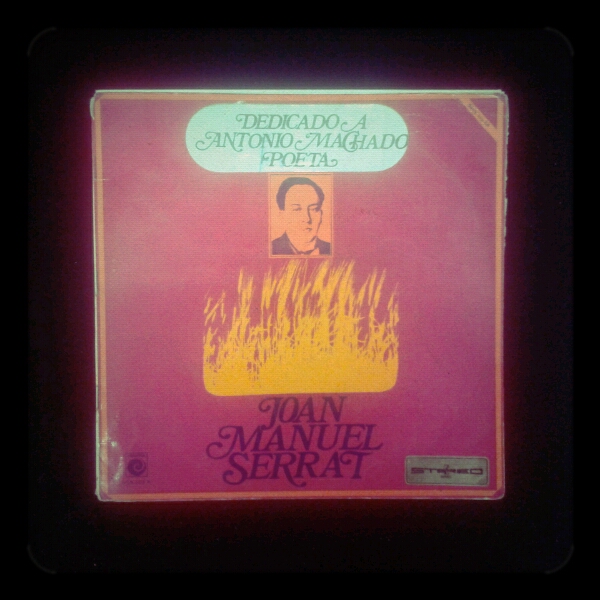 DEDICADO A
ANTONIO MACHADO
POETA
JOAN
MANUEL
SERRAT
STEREO